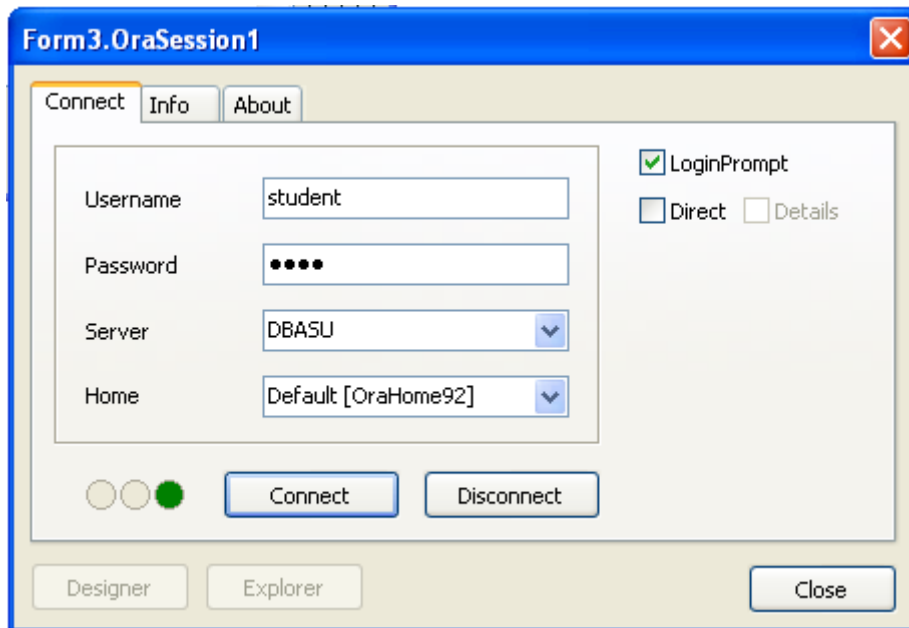 Form3.OraSession1
Connect Info About
Username student
Password ••••
Server DBASU
Home Default [OraHome92]
LoginPrompt
Direct Details
Connect Disconnect
Designer Explorer Close